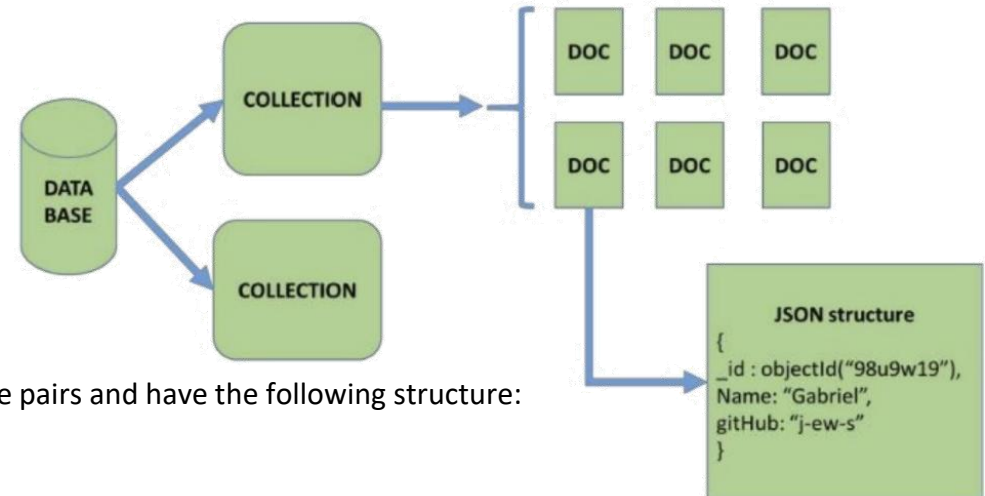 DOC DOC DOC
COLLECTION
DOC DOC DOC
DATA
BASE
COLLECTION
JSON structure
{
_id : objectId(“98u9w19”),
Name: “Gabriel”,
gitHub: “j-ew-s”
}
e pairs and have the following structure: